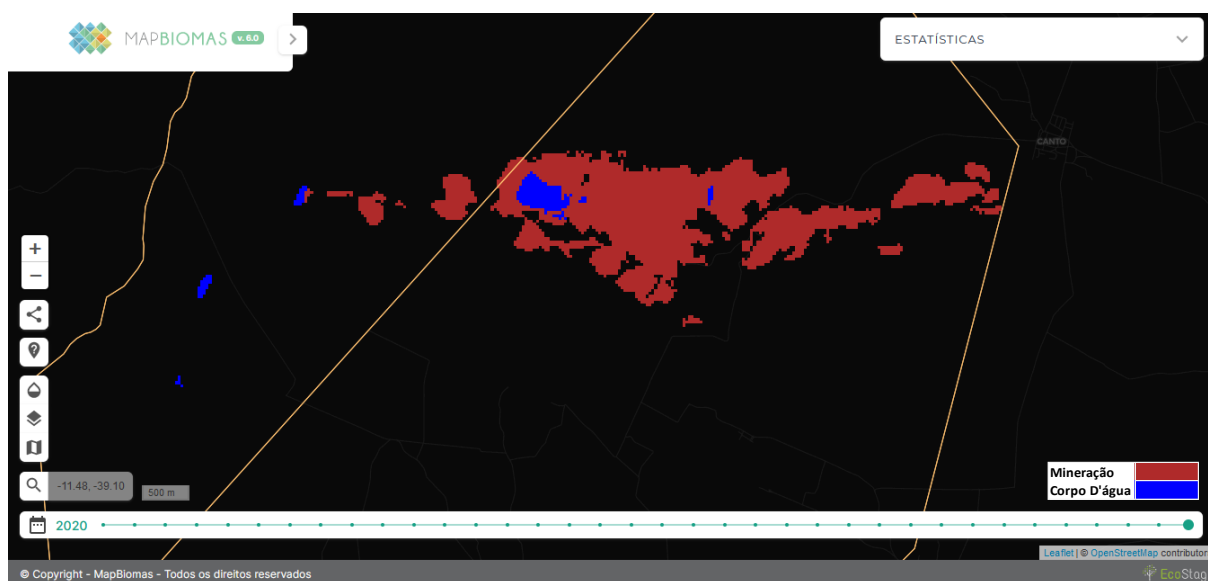 MAPBIOMAS v. 6.0
ESTATÍSTICAS
CANTO
+
−
-11.48, -39.10
500 m
Mineração
Corpo D'água
2020
Leaflet | © OpenStreetMap contributor
© Copyright - MapBiomas - Todos os direitos reservados
EcoStag